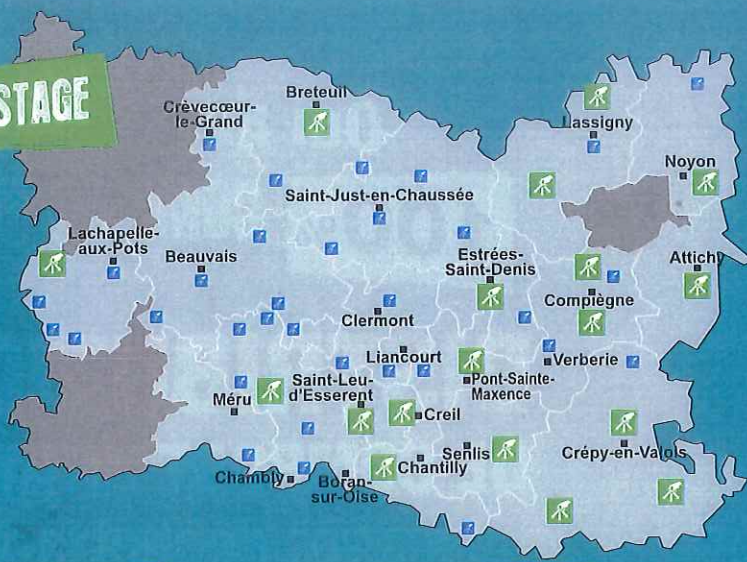 STAGE
Breteuil
Crèvecœur-
le-Grand
Lassigny
Noyon
Saint-Just-en-Chaussée
Lachapelle-
aux-Pots
Beauvais
Estrées-
Saint-Denis
Attichy
Compiègne
Clermont
Liancourt
Verberie
Pont-Sainte-
Maxence
Saint-Leu-
d'Esserent
Méru
Creil
Senlis
Crépy-en-Valois
Chantilly
Chambly
Boran-
sur-Oise